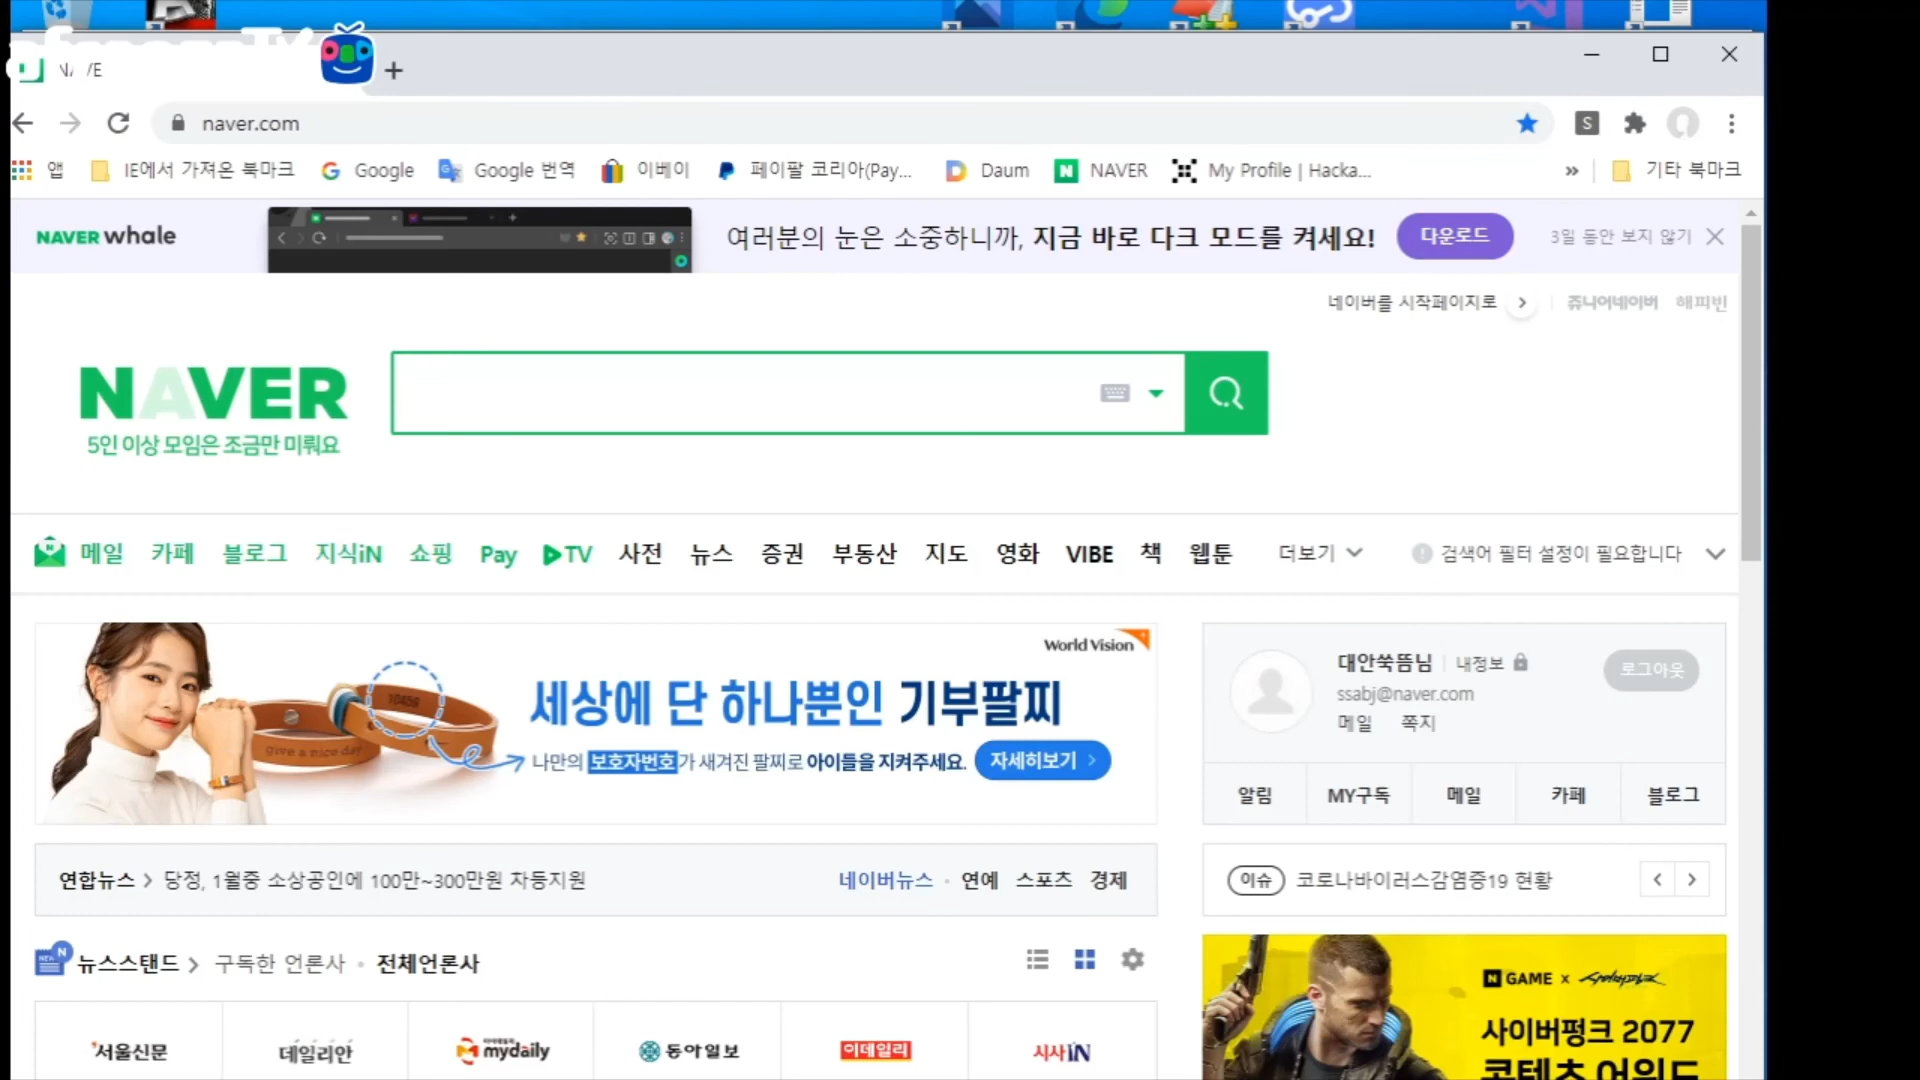 naver.com
앱 IE에서 가져온 북마크 Google Google 번역 이베이 페이팔 코리아(Pay... Daum NAVER My Profile | Hacka... » 기타 북마크
NAVER whale 여러분의 눈은 소중하니까, 지금 바로 다크 모드를 켜세요! 다운로드 3일 동안 보지 않기
네이버를 시작페이지로 쥬니어네이버 해피빈
NAVER
5인 이상 모임은 조금만 미뤄요
메일 카페 블로그 지식iN 쇼핑 Pay TV 사전 뉴스 증권 부동산 지도 영화 VIBE 책 웹툰 더보기 검색어 필터 설정이 필요합니다
World Vision
세상에 단 하나뿐인 기부팔찌
나만의 보호자번호가 새겨진 팔찌로 아이들을 지켜주세요. 자세히보기
give a nice day
대안쑥뜸님 내정보 로그아웃
ssabj@naver.com
메일 쪽지
알림 MY구독 메일 카페 블로그
연합뉴스 당정, 1월중 소상공인에 100만~300만원 차등지원 네이버뉴스 연예 스포츠 경제
이슈 코로나바이러스감염증19 현황
뉴스스탠드 구독한 언론사 전체언론사
서울신문 데일리안 mydaily 동아일보 이데일리 시사IN
N GAME x
사이버펑크 2077
콘텐츠 어워드